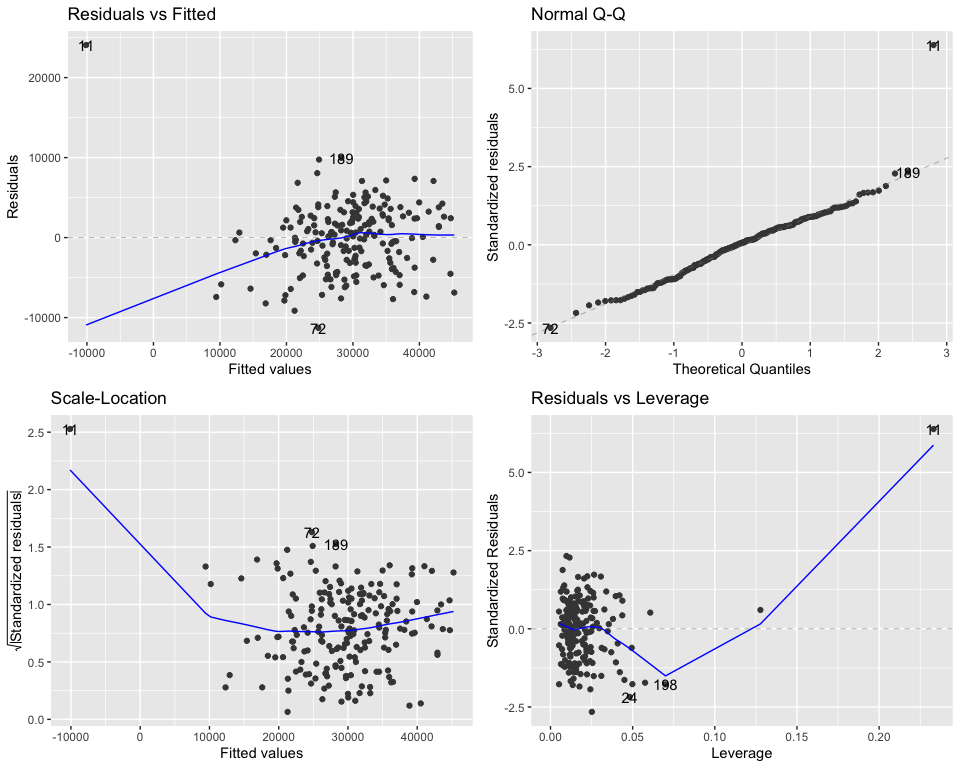 Residuals vs Fitted
Residuals
20000
10000
0
-10000
11
189
72
-10000 0 10000 20000 30000 40000
Fitted values
Normal Q-Q
Standardized residuals
5.0
2.5
0.0
-2.5
11
189
72
-3 -2 -1 0 1 2 3
Theoretical Quantiles
Scale-Location
√|Standardized residuals|
2.5
2.0
1.5
1.0
0.5
0.0
11
72
189
-10000 0 10000 20000 30000 40000
Fitted values
Residuals vs Leverage
Standardized Residuals
5.0
2.5
0.0
-2.5
11
198
24
0.00 0.05 0.10 0.15 0.20
Leverage